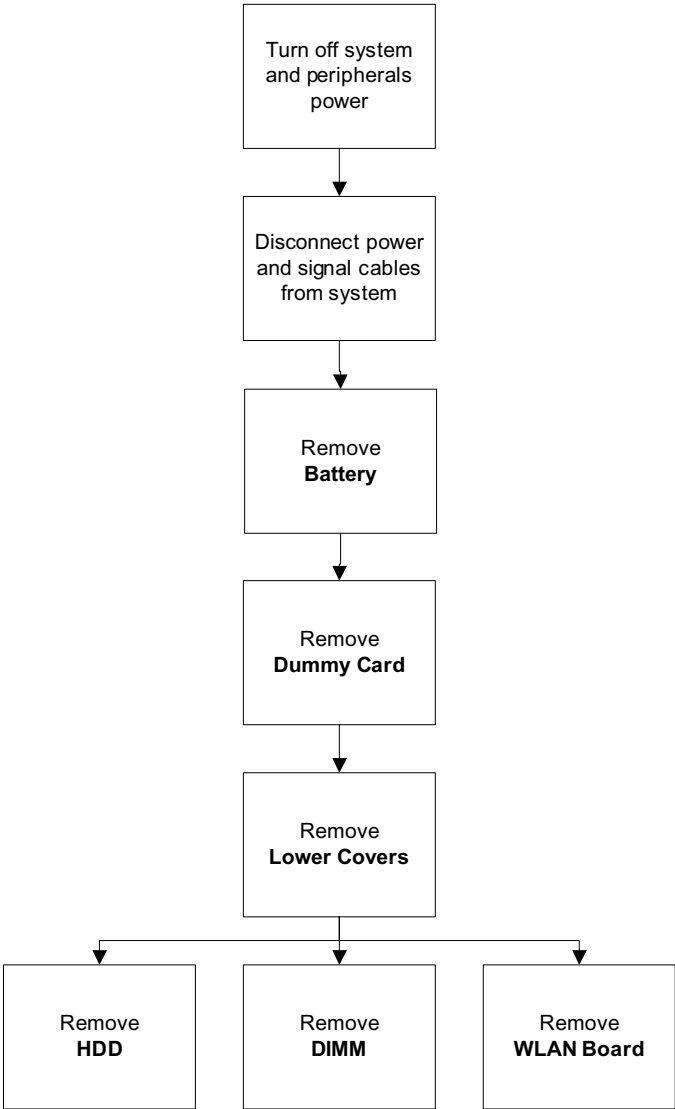 Turn off system
and peripherals
power
Disconnect power
and signal cables
from system
Remove
Battery
Remove
Dummy Card
Remove
Lower Covers
Remove
HDD
Remove
DIMM
Remove
WLAN Board